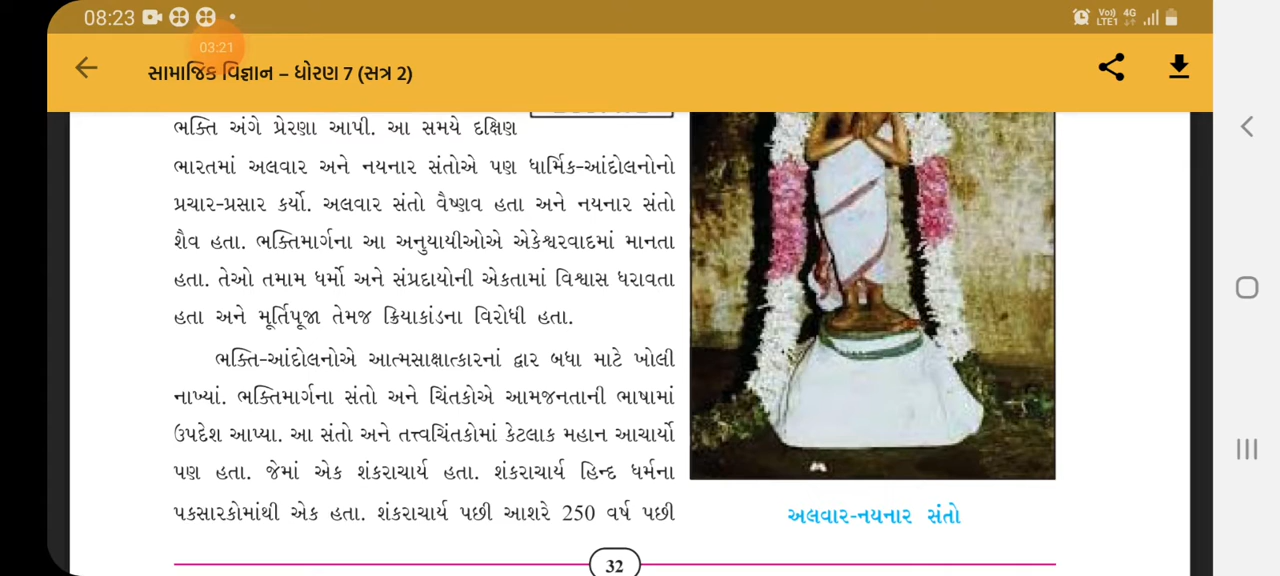 08:23
Vo) 4G
LTE1
03:21
સામાજિક વિજ્ઞાન – ધોરણ 7 (સત્ર 2)
ભક્તિ અંગે પ્રેરણા આપી. આ સમયે દક્ષિણ
ભારતમાં અલવાર અને નયનાર સંતોએ પણ ધાર્મિક-આંદોલનોનો
પ્રચાર-પ્રસાર કર્યો. અલવાર સંતો વૈષ્ણવ હતા અને નયનાર સંતો
શૈવ હતા. ભક્તિમાર્ગના આ અનુયાયીઓએ એકેશ્વરવાદમાં માનતા
હતા. તેઓ તમામ ધર્મો અને સંપ્રદાયોની એકતામાં વિશ્વાસ ધરાવતા
હતા અને મૂર્તિપૂજા તેમજ ક્રિયાકાંડના વિરોધી હતા.
ભક્તિ-આંદોલનોએ આત્મસાક્ષાત્કારનાં દ્વાર બધા માટે ખોલી
નાખ્યાં. ભક્તિમાર્ગના સંતો અને ચિંતકોએ આમજનતાની ભાષામાં
ઉપદેશ આપ્યા. આ સંતો અને તત્ત્વચિંતકોમાં કેટલાક મહાન આચાર્યો
પણ હતા. જેમાં એક શંકરાચાર્ય હતા. શંકરાચાર્ય હિન્દ ધર્મના
પકસારકોમાંથી એક હતા. શંકરાચાર્ય પછી આશરે 250 વર્ષ પછી
અલવાર-નયનાર સંતો
32